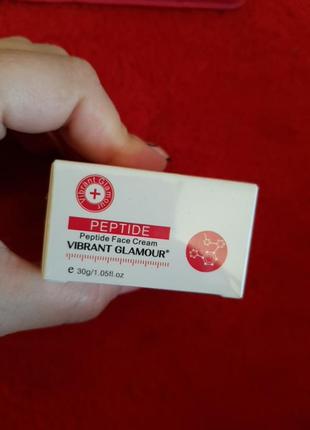 Vibrant Glamour
PEPTIDE
Peptide Face Cream
VIBRANT GLAMOUR®
e 30g/1.05fl.oz